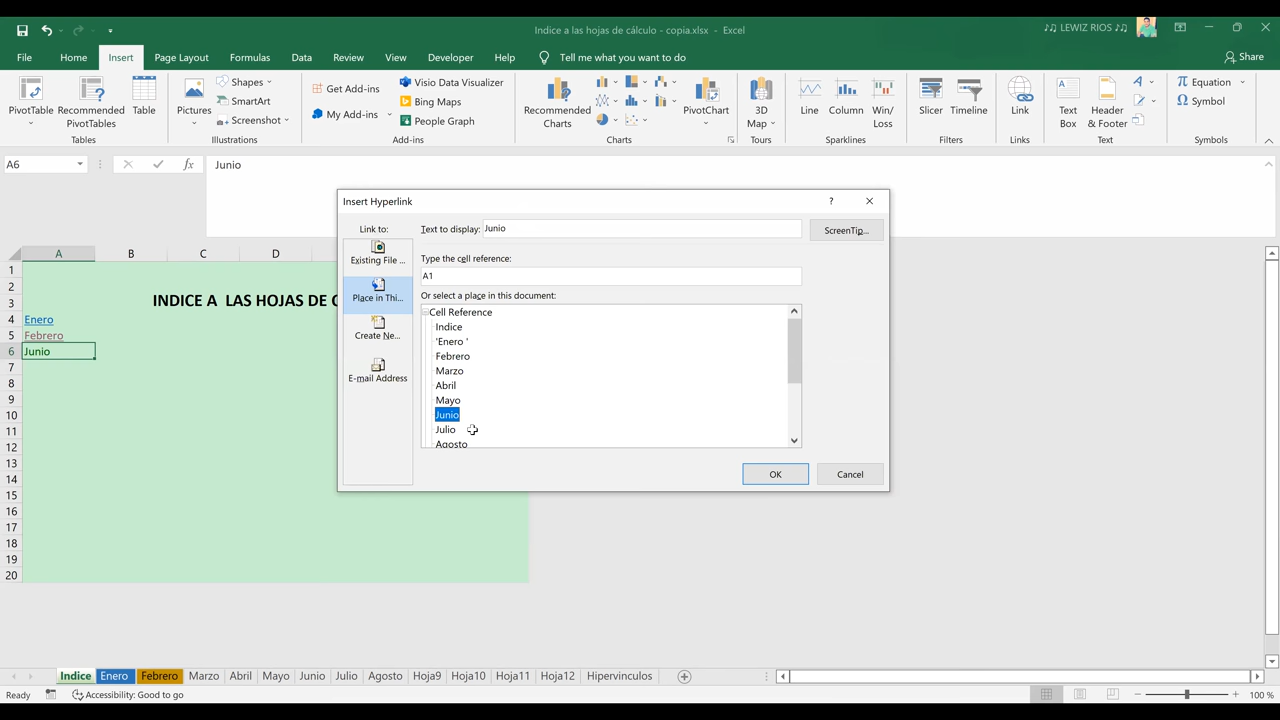 Indice a las hojas de cálculo - copia.xlsx - Excel
♫ LEWIZ RIOS ♫
File Home Insert Page Layout Formulas Data Review View Developer Help Tell me what you want to do Share
PivotTable
Recommended
PivotTables
Table
Tables
Pictures
Shapes
SmartArt
Screenshot
Illustrations
Get Add-ins
My Add-ins
Visio Data Visualizer
Bing Maps
People Graph
Add-ins
Recommended
Charts
PivotChart
Charts
3D
Map
Tours
Line
Column
Win/
Loss
Sparklines
Slicer
Timeline
Filters
Link
Links
Text
Box
Header &
Footer
Text
Equation
Symbol
Symbols
A6
fx
Junio
A B C D
1
2
3 INDICE A LAS HOJAS DE C
4 Enero
5 Febrero
6 Junio
7
8
9
10
11
12
13
14
15
16
17
18
19
20
Insert Hyperlink
?
Link to:
Existing File ...
Place in Thi...
Create Ne...
E-mail Address
Text to display: Junio
ScreenTip...
Type the cell reference:
A1
Or select a place in this document:
Cell Reference
Indice
'Enero '
Febrero
Marzo
Abril
Mayo
Junio
Julio
Agosto
OK Cancel
Indice Enero Febrero Marzo Abril Mayo Junio Julio Agosto Hoja9 Hoja10 Hoja11 Hoja12 Hipervinculos
Ready Accessibility: Good to go 100 %